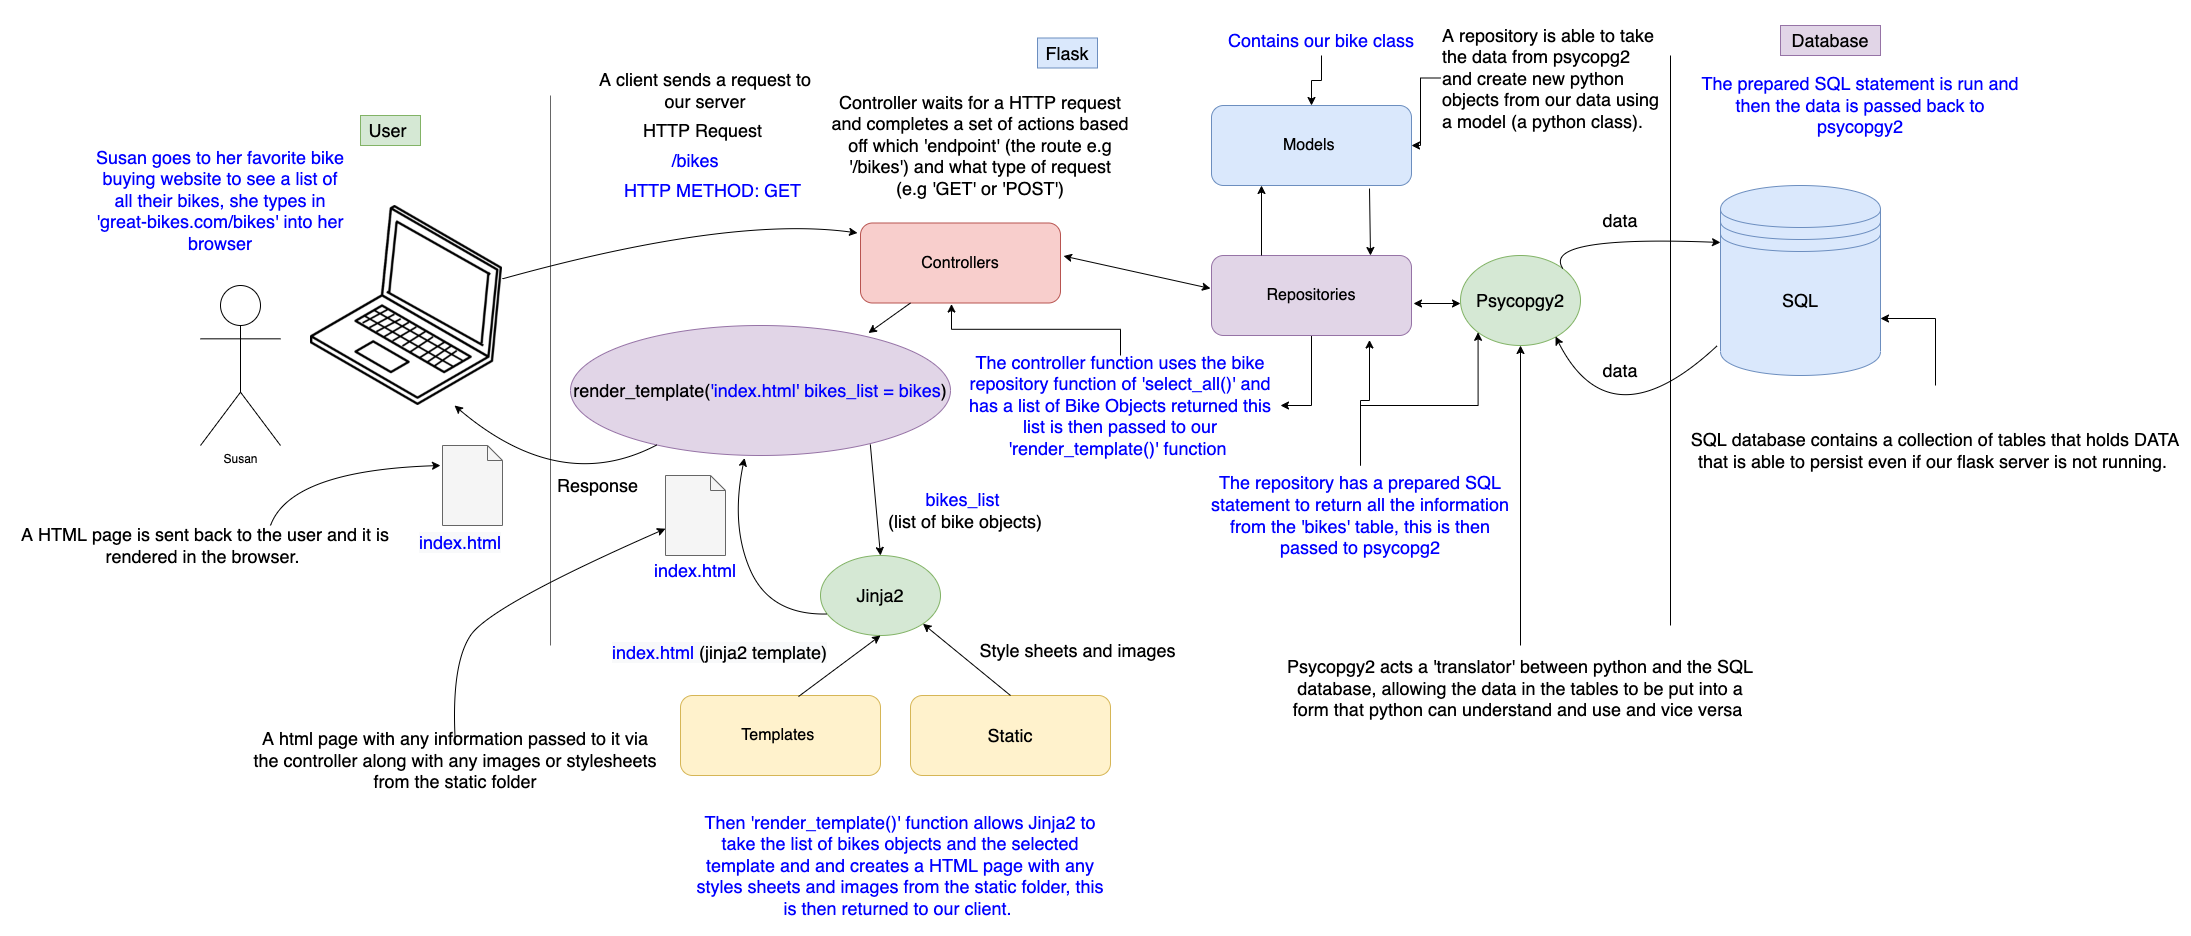 User
Susan goes to her favorite bike
buying website to see a list of
all their bikes, she types in
'great-bikes.com/bikes' into her
browser
Susan
A HTML page is sent back to the user and it is
rendered in the browser.
index.html
A client sends a request to
our server
HTTP Request
/bikes
HTTP METHOD: GET
Flask
Controller waits for a HTTP request
and completes a set of actions based
off which 'endpoint' (the route e.g
'/bikes') and what type of request
(e.g 'GET' or 'POST')
Controllers
render_template('index.html' bikes_list = bikes)
Response
index.html
The controller function uses the bike
repository function of 'select_all()' and
has a list of Bike Objects returned this
list is then passed to our
'render_template()' function
bikes_list
(list of bike objects)
Jinja2
index.html (jinja2 template)
Style sheets and images
Templates
Static
A html page with any information passed to it via
the controller along with any images or stylesheets
from the static folder
Then 'render_template()' function allows Jinja2 to
take the list of bikes objects and the selected
template and and creates a HTML page with any
styles sheets and images from the static folder, this
is then returned to our client.
Contains our bike class
Models
A repository is able to take
the data from psycopg2
and create new python
objects from our data using
a model (a python class).
Repositories
Psycopgy2
The repository has a prepared SQL
statement to return all the information
from the 'bikes' table, this is then
passed to psycopg2
Psycopgy2 acts a 'translator' between python and the SQL
database, allowing the data in the tables to be put into a
form that python can understand and use and vice versa
Database
The prepared SQL statement is run and
then the data is passed back to
psycopgy2
data
SQL
data
SQL database contains a collection of tables that holds DATA
that is able to persist even if our flask server is not running.